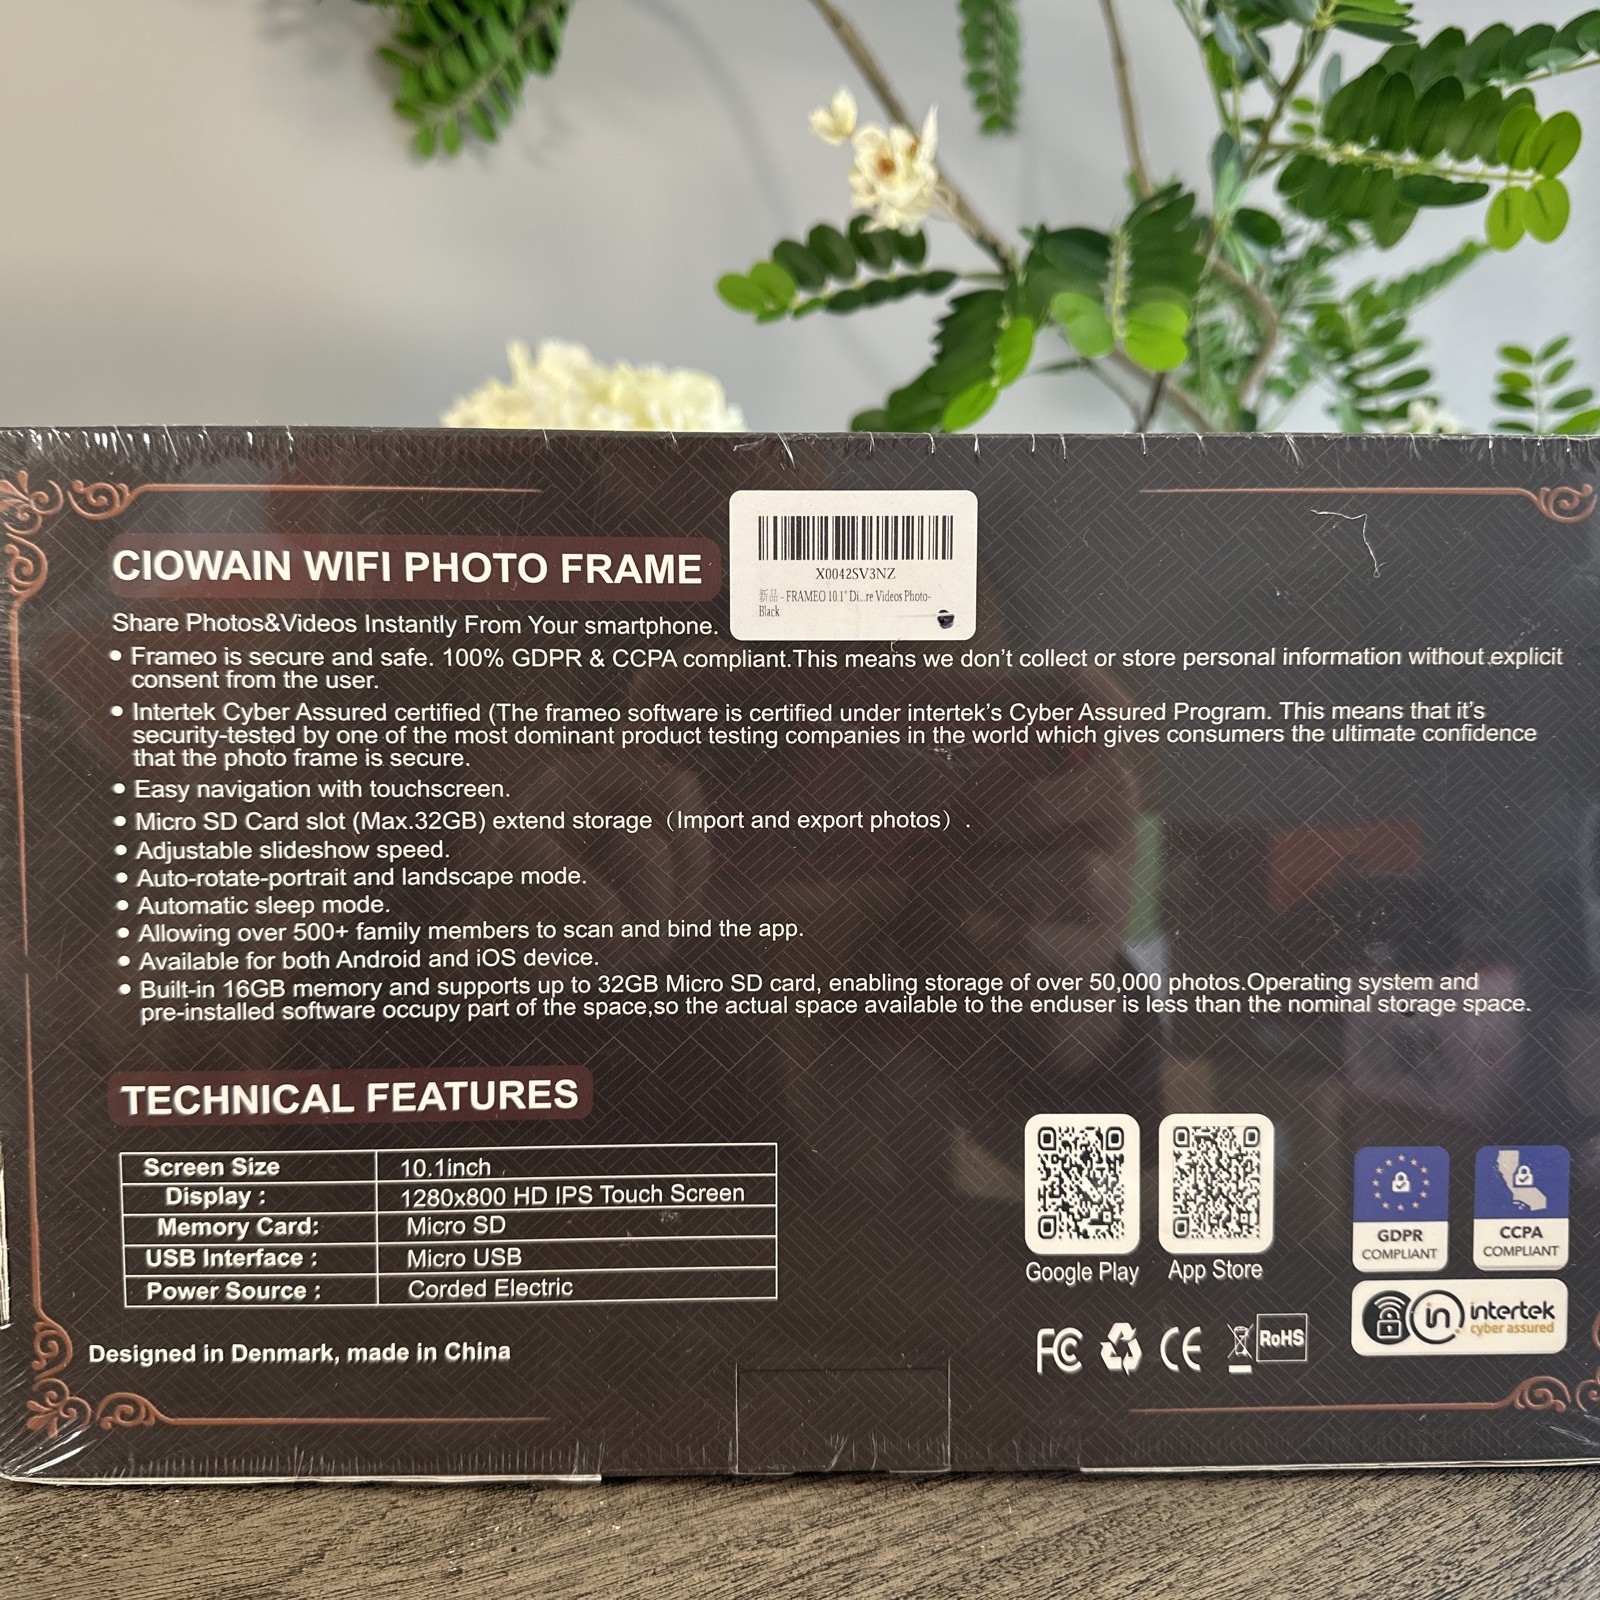 X0042SV3NZ
新品 - FRAMEO 10.1" Di...re Videos Photo-
Black
CIOWAIN WIFI PHOTO FRAME
Share Photos&Videos Instantly From Your smartphone.
• Frameo is secure and safe. 100% GDPR & CCPA compliant.This means we don't collect or store personal information without explicit
consent from the user.
• Intertek Cyber Assured certified (The frameo software is certified under intertek's Cyber Assured Program. This means that it's
security-tested by one of the most dominant product testing companies in the world which gives consumers the ultimate confidence
that the photo frame is secure.
• Easy navigation with touchscreen.
• Micro SD Card slot (Max.32GB) extend storage（Import and export photos）.
• Adjustable slideshow speed.
• Auto-rotate-portrait and landscape mode.
• Automatic sleep mode.
• Allowing over 500+ family members to scan and bind the app.
• Available for both Android and iOS device.
• Built-in 16GB memory and supports up to 32GB Micro SD card, enabling storage of over 50,000 photos.Operating system and
pre-installed software occupy part of the space,so the actual space available to the enduser is less than the nominal storage space.
TECHNICAL FEATURES
Screen Size 10.1inch
Display : 1280x800 HD IPS Touch Screen
Memory Card: Micro SD
USB Interface : Micro USB
Power Source : Corded Electric
Designed in Denmark, made in China
Google Play
App Store
GDPR
COMPLIANT
CCPA
COMPLIANT
FC
CE
RoHS
in
intertek
cyber assured